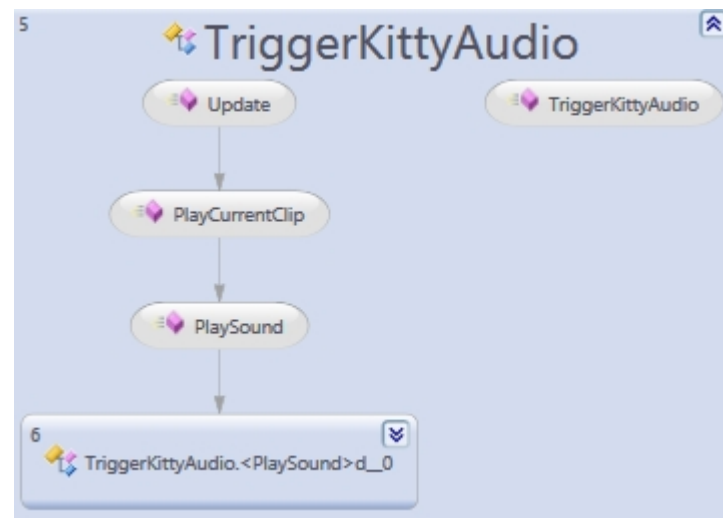 5
TriggerKittyAudio
Update
TriggerKittyAudio
PlayCurrentClip
PlaySound
6
TriggerKittyAudio.<PlaySound>d__0